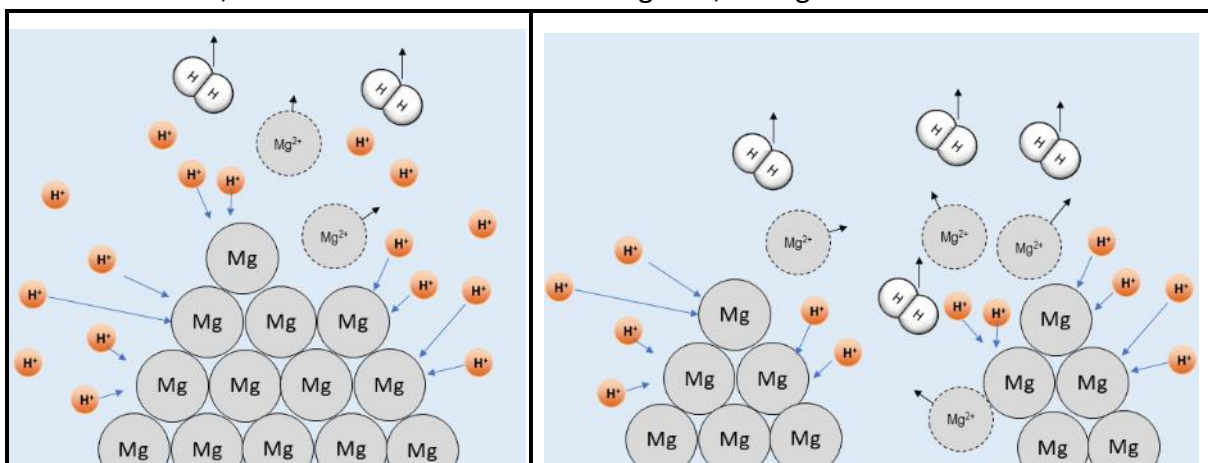 H H
H H
H⁺ Mg²⁺ H⁺
H⁺ H⁺ H⁺
H⁺
Mg²⁺ H⁺
H⁺
H⁺ Mg
H⁺ H⁺ H⁺
Mg Mg Mg
H⁺
H⁺ H⁺
Mg Mg Mg Mg
H⁺
Mg Mg Mg Mg Mg
H H
H H
H H
Mg²⁺ Mg²⁺ Mg²⁺ H⁺
H⁺
H⁺ H⁺ H⁺
H H
H⁺ H⁺
Mg H⁺ Mg
H⁺ H⁺ H⁺
Mg Mg Mg Mg
H⁺
Mg²⁺
Mg Mg Mg Mg Mg